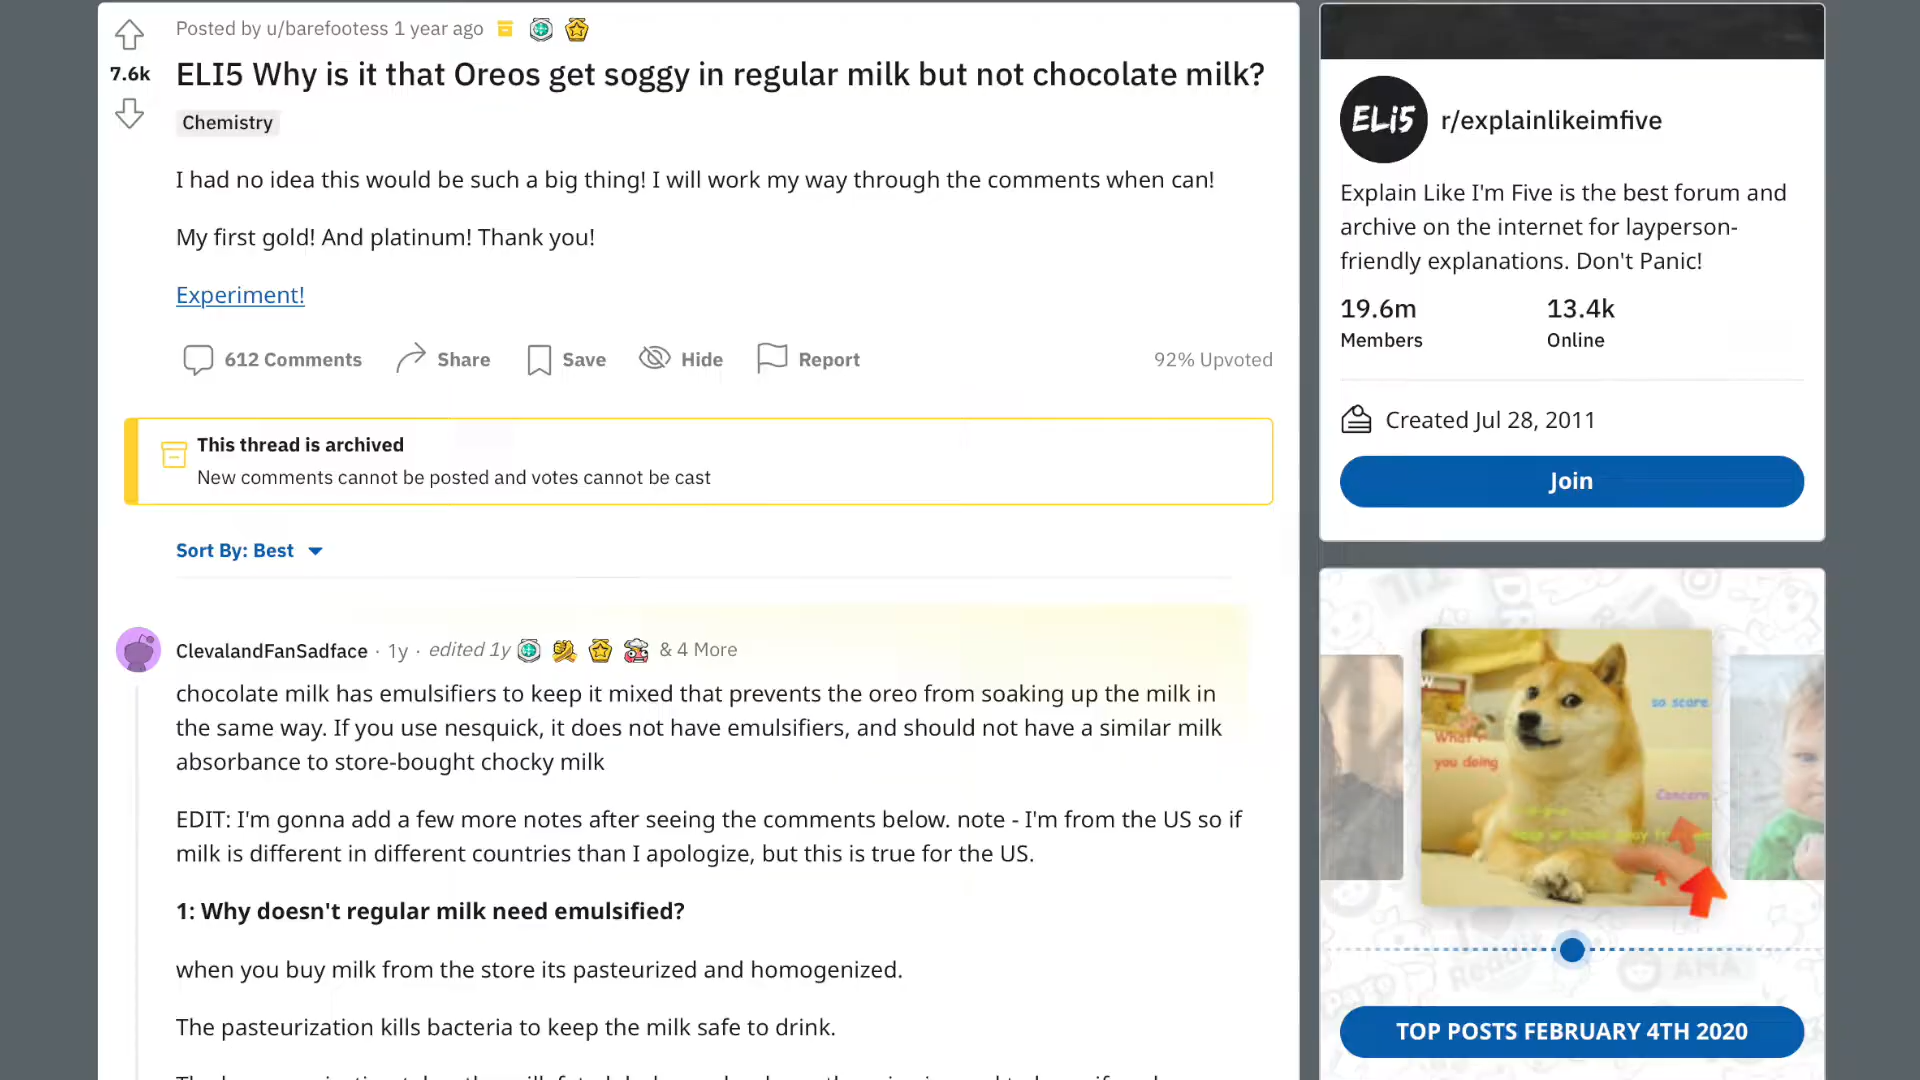 Posted by u/barefootess 1 year ago
7.6k
ELI5 Why is it that Oreos get soggy in regular milk but not chocolate milk?
Chemistry
I had no idea this would be such a big thing! I will work my way through the comments when can!
My first gold! And platinum! Thank you!
Experiment!
612 Comments
Share
Save
Hide
Report
92% Upvoted
This thread is archived
New comments cannot be posted and votes cannot be cast
Sort By: Best
ClevalandFanSadface · 1y · edited 1y & 4 More
chocolate milk has emulsifiers to keep it mixed that prevents the oreo from soaking up the milk in
the same way. If you use nesquick, it does not have emulsifiers, and should not have a similar milk
absorbance to store-bought chocky milk
EDIT: I'm gonna add a few more notes after seeing the comments below. note - I'm from the US so if
milk is different in different countries than I apologize, but this is true for the US.
1: Why doesn't regular milk need emulsified?
when you buy milk from the store its pasteurized and homogenized.
The pasteurization kills bacteria to keep the milk safe to drink.
ELi5
r/explainlikeimfive
Explain Like I'm Five is the best forum and
archive on the internet for layperson-
friendly explanations. Don't Panic!
19.6m
Members
13.4k
Online
Created Jul 28, 2011
Join
so scare
What r
you doing
Concern
TOP POSTS FEBRUARY 4TH 2020